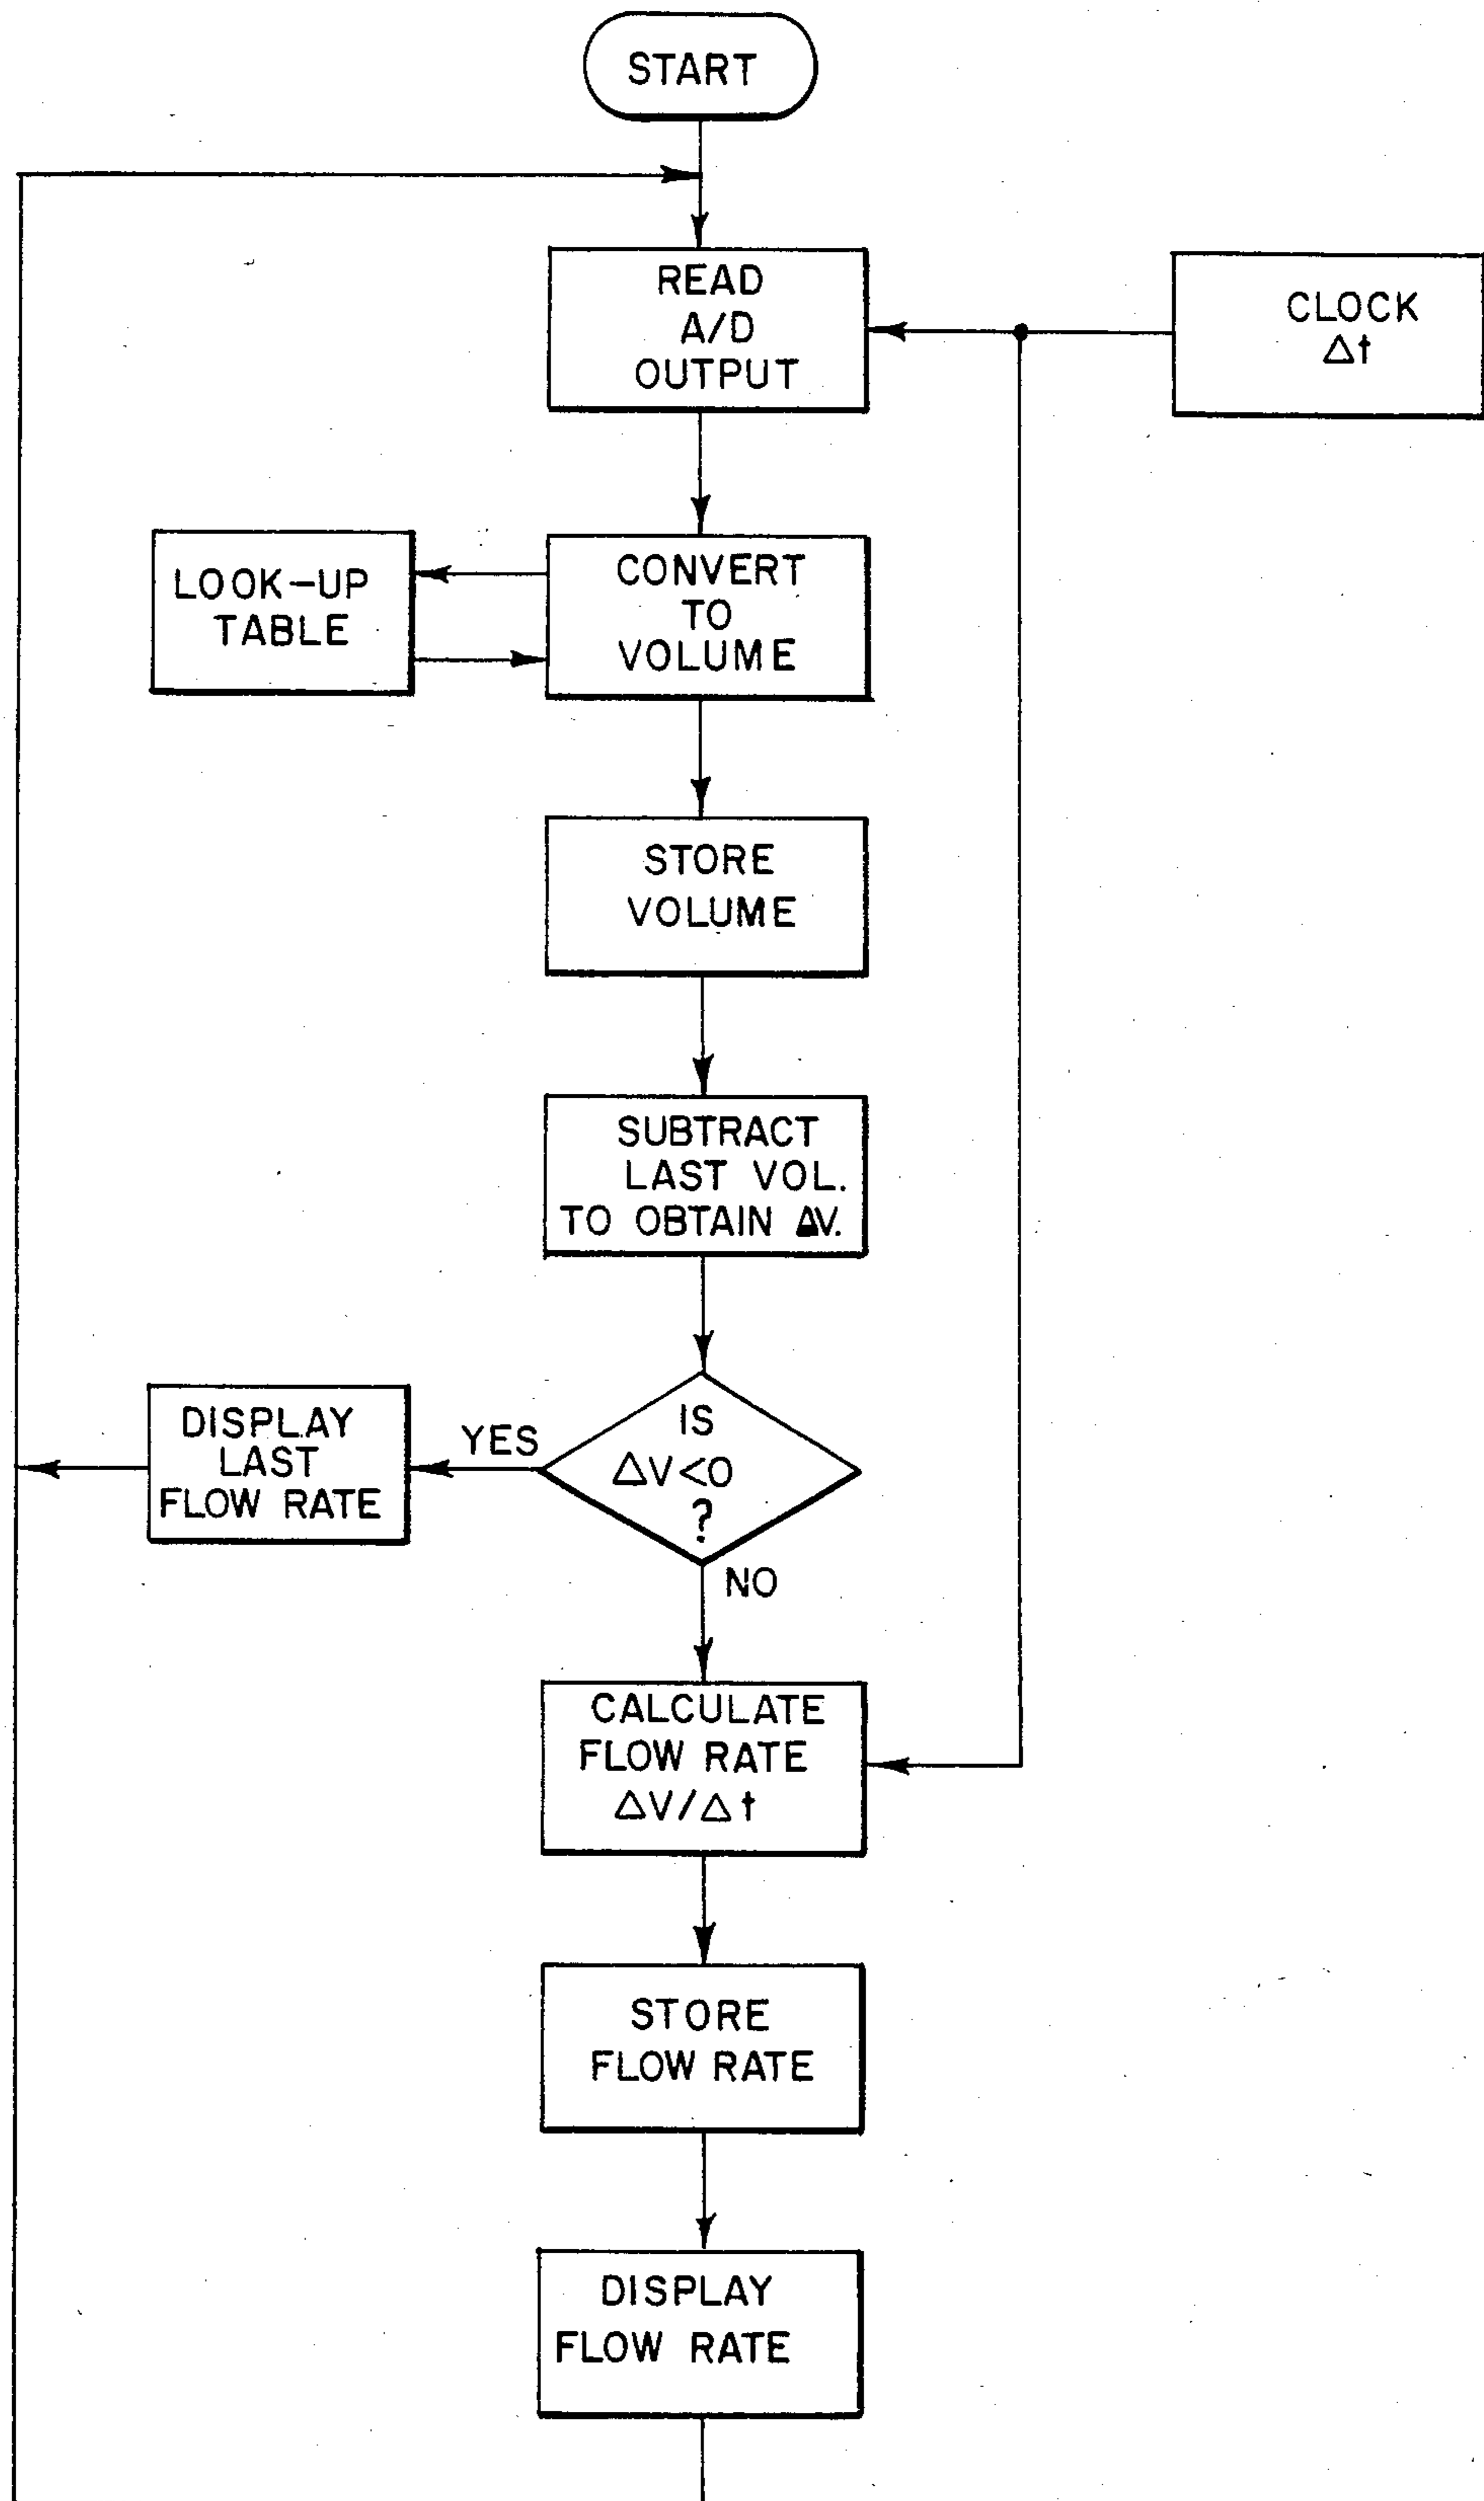 START
READ
A/D
OUTPUT
CLOCK
Δt
LOOK-UP
TABLE
CONVERT
TO
VOLUME
STORE
VOLUME
SUBTRACT
LAST VOL.
TO OBTAIN ΔV.
IS
ΔV<0
?
YES
DISPLAY
LAST
FLOW RATE
NO
CALCULATE
FLOW RATE
ΔV/Δt
STORE
FLOW RATE
DISPLAY
FLOW RATE